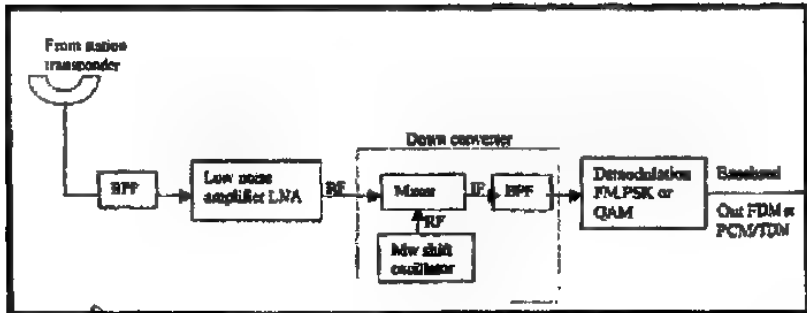 From station
transponder
Down converter
BPF
Low noise
amplifier LNA
RF
Mixer
IF
BPF
Demodulation
FM,PSK or
QAM
Baseband
Out FDM or
PCM/TDM
RF
Mw shift
oscillator